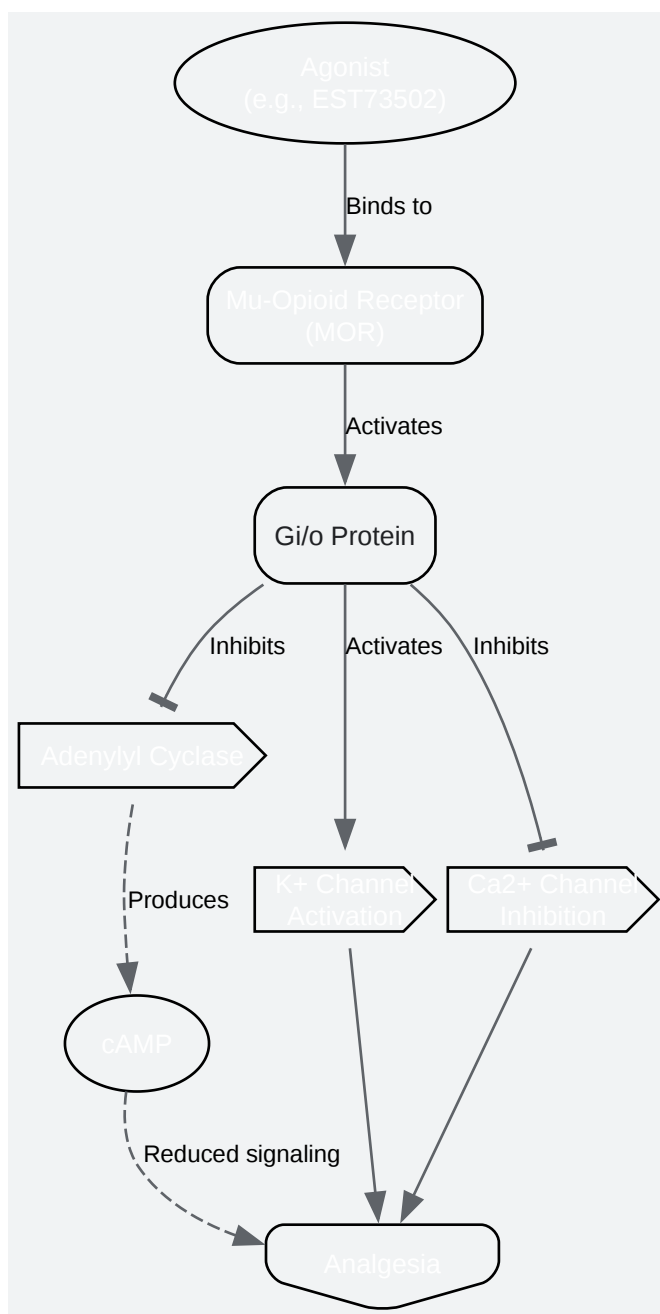 Agonist
(e.g., EST73502)
Binds to
Mu-Opioid Receptor
(MOR)
Activates
Gi/o Protein
Inhibits
Activates
Inhibits
Adenylyl Cyclase
K+ Channel
Activation
Ca2+ Channel
Inhibition
Produces
cAMP
Reduced signaling
Analgesia